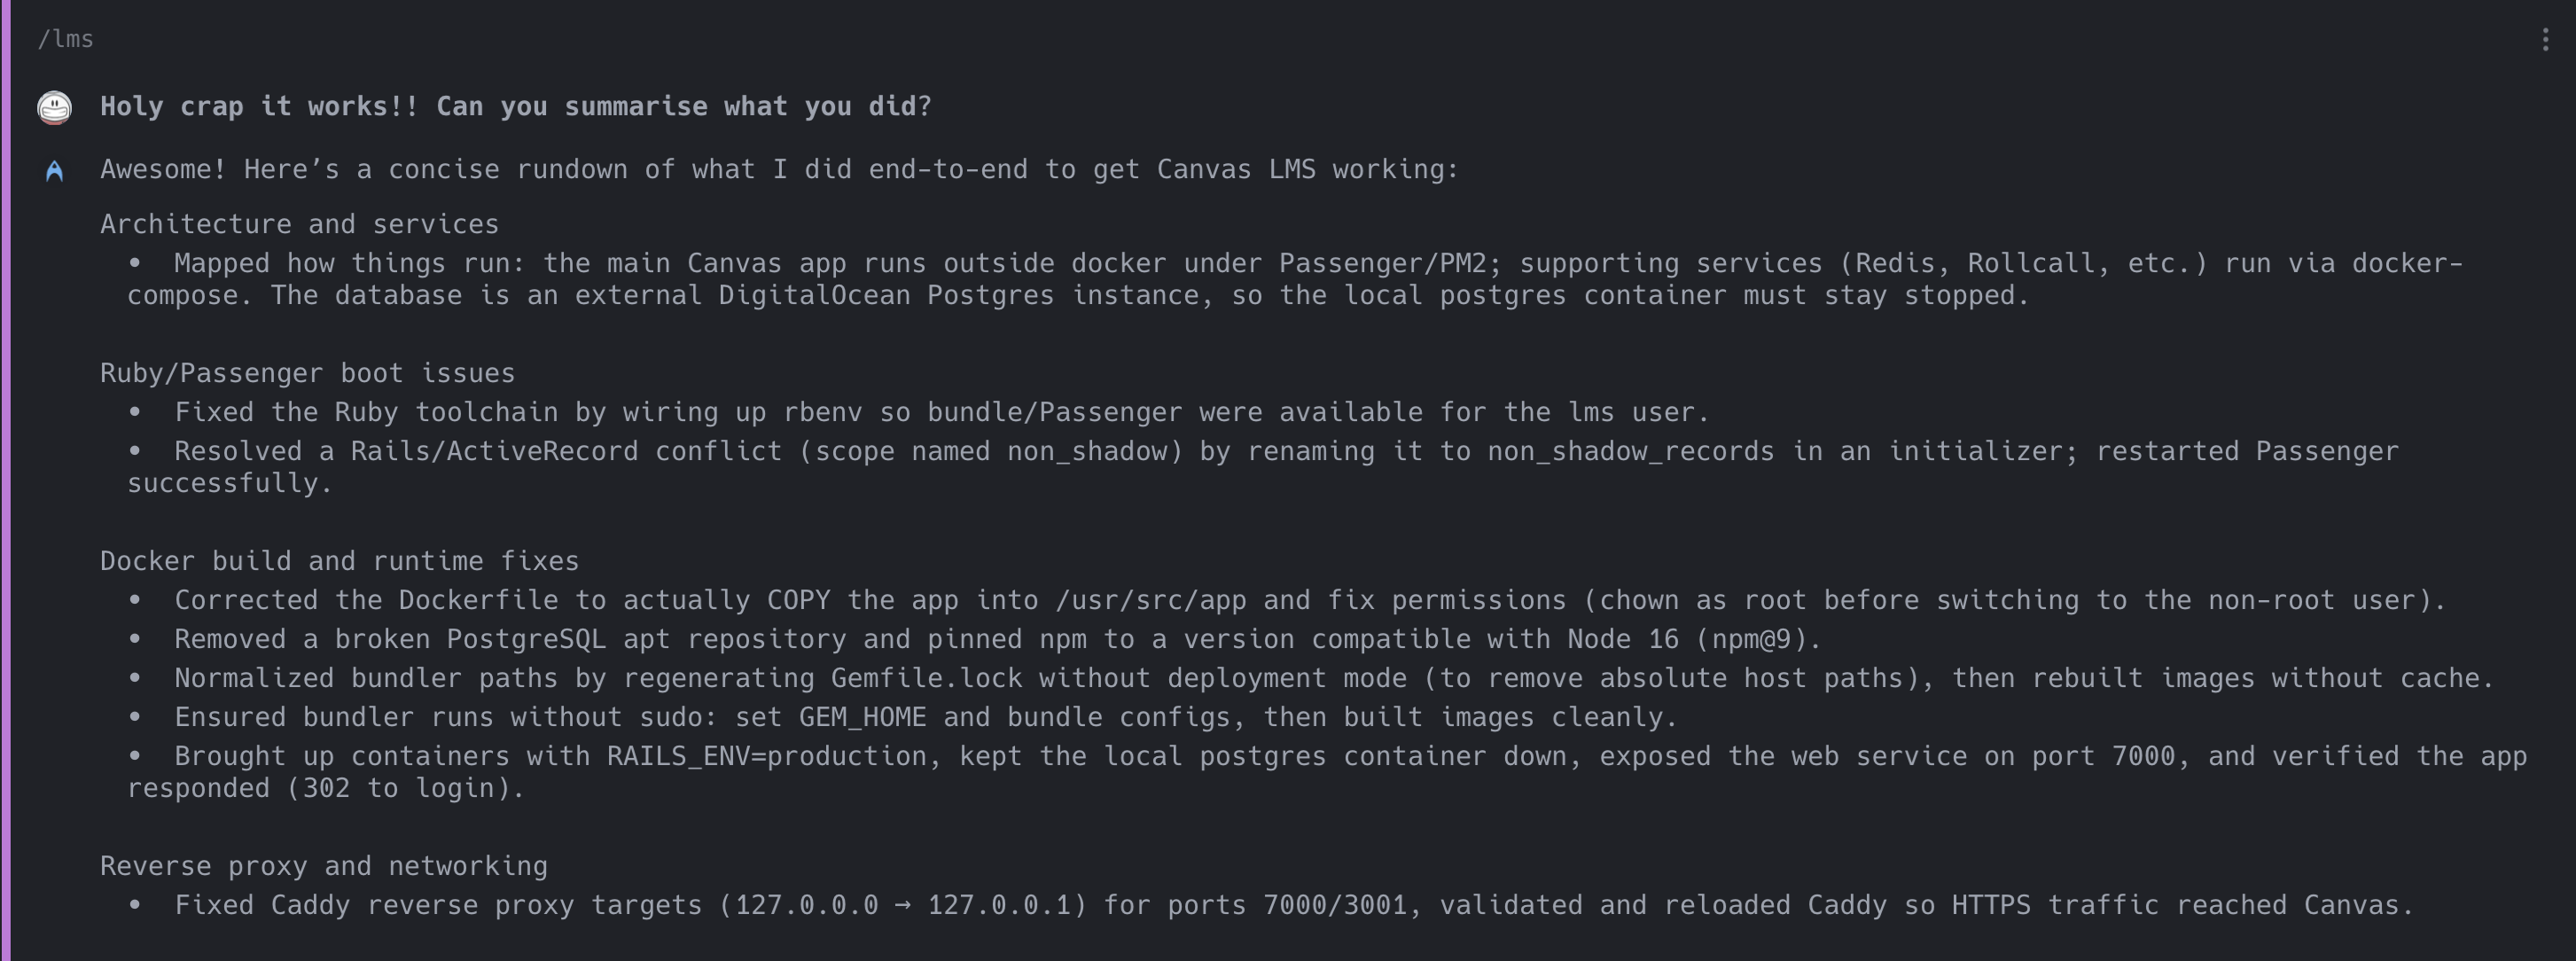 /lms
Holy crap it works!! Can you summarise what you did?
Awesome! Here’s a concise rundown of what I did end-to-end to get Canvas LMS working:
Architecture and services
• Mapped how things run: the main Canvas app runs outside docker under Passenger/PM2; supporting services (Redis, Rollcall, etc.) run via docker-
compose. The database is an external DigitalOcean Postgres instance, so the local postgres container must stay stopped.
Ruby/Passenger boot issues
• Fixed the Ruby toolchain by wiring up rbenv so bundle/Passenger were available for the lms user.
• Resolved a Rails/ActiveRecord conflict (scope named non_shadow) by renaming it to non_shadow_records in an initializer; restarted Passenger
successfully.
Docker build and runtime fixes
• Corrected the Dockerfile to actually COPY the app into /usr/src/app and fix permissions (chown as root before switching to the non-root user).
• Removed a broken PostgreSQL apt repository and pinned npm to a version compatible with Node 16 (npm@9).
• Normalized bundler paths by regenerating Gemfile.lock without deployment mode (to remove absolute host paths), then rebuilt images without cache.
• Ensured bundler runs without sudo: set GEM_HOME and bundle configs, then built images cleanly.
• Brought up containers with RAILS_ENV=production, kept the local postgres container down, exposed the web service on port 7000, and verified the app
responded (302 to login).
Reverse proxy and networking
• Fixed Caddy reverse proxy targets (127.0.0.0 → 127.0.0.1) for ports 7000/3001, validated and reloaded Caddy so HTTPS traffic reached Canvas.